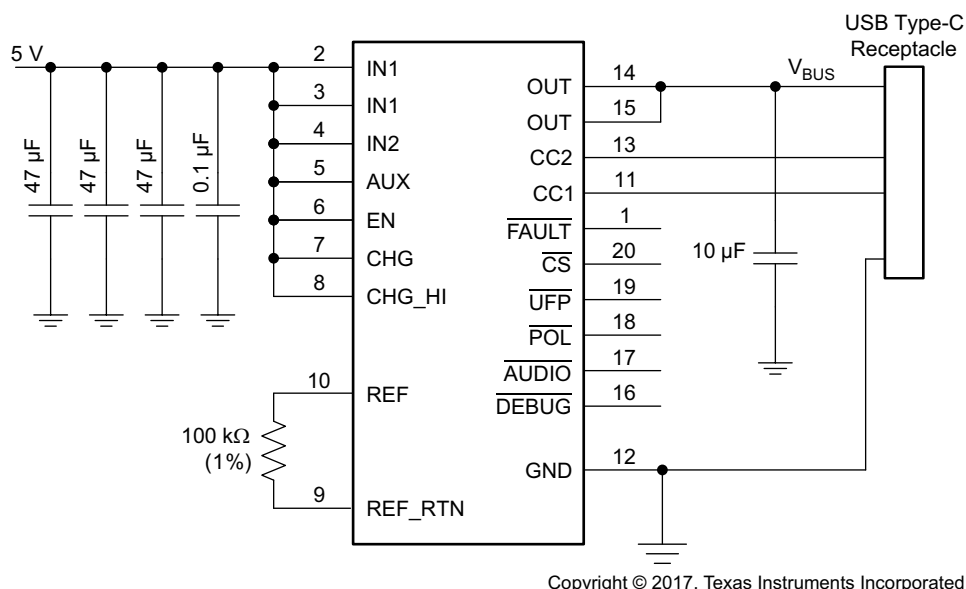 USB Type-C
Receptacle
5 V
2
IN1
3
IN1
4
IN2
5
AUX
6
EN
7
CHG
8
CHG_HI
10
REF
9
REF_RTN
47 µF
47 µF
47 µF
0.1 µF
100 kΩ
(1%)
OUT
14
OUT
15
CC2
13
CC1
11
FAULT
1
CS
20
UFP
19
POL
18
AUDIO
17
DEBUG
16
GND
12
VBUS
10 µF
Copyright © 2017, Texas Instruments Incorporated